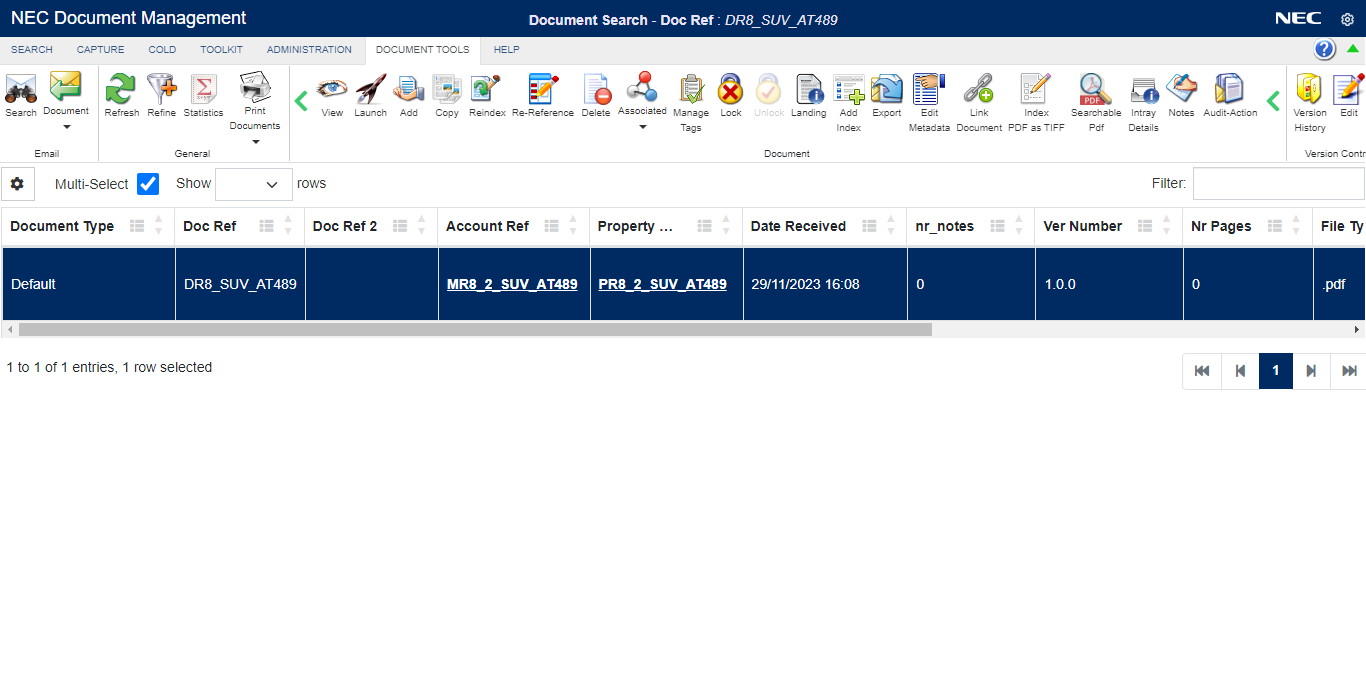 NEC Document Management
Document Search - Doc Ref : DR8_SUV_AT489
NEC
SEARCH CAPTURE COLD TOOLKIT ADMINISTRATION DOCUMENT TOOLS HELP
?
Search Document Refresh Refine Statistics Print Documents View Launch Add Copy Reindex Re-Reference Delete Associated Manage Tags Lock Unlock Landing Add Index Export Edit Metadata Link Document Index PDF as TIFF PDF Searchable Pdf Intray Details Notes Audit-Action Version History Edit
Email General Document Version Contr
Multi-Select Show rows Filter:
Document Type Doc Ref Doc Ref 2 Account Ref Property ... Date Received nr_notes Ver Number Nr Pages File Ty
Default DR8_SUV_AT489 MR8_2_SUV_AT489 PR8_2_SUV_AT489 29/11/2023 16:08 0 1.0.0 0 .pdf
1 to 1 of 1 entries, 1 row selected
1